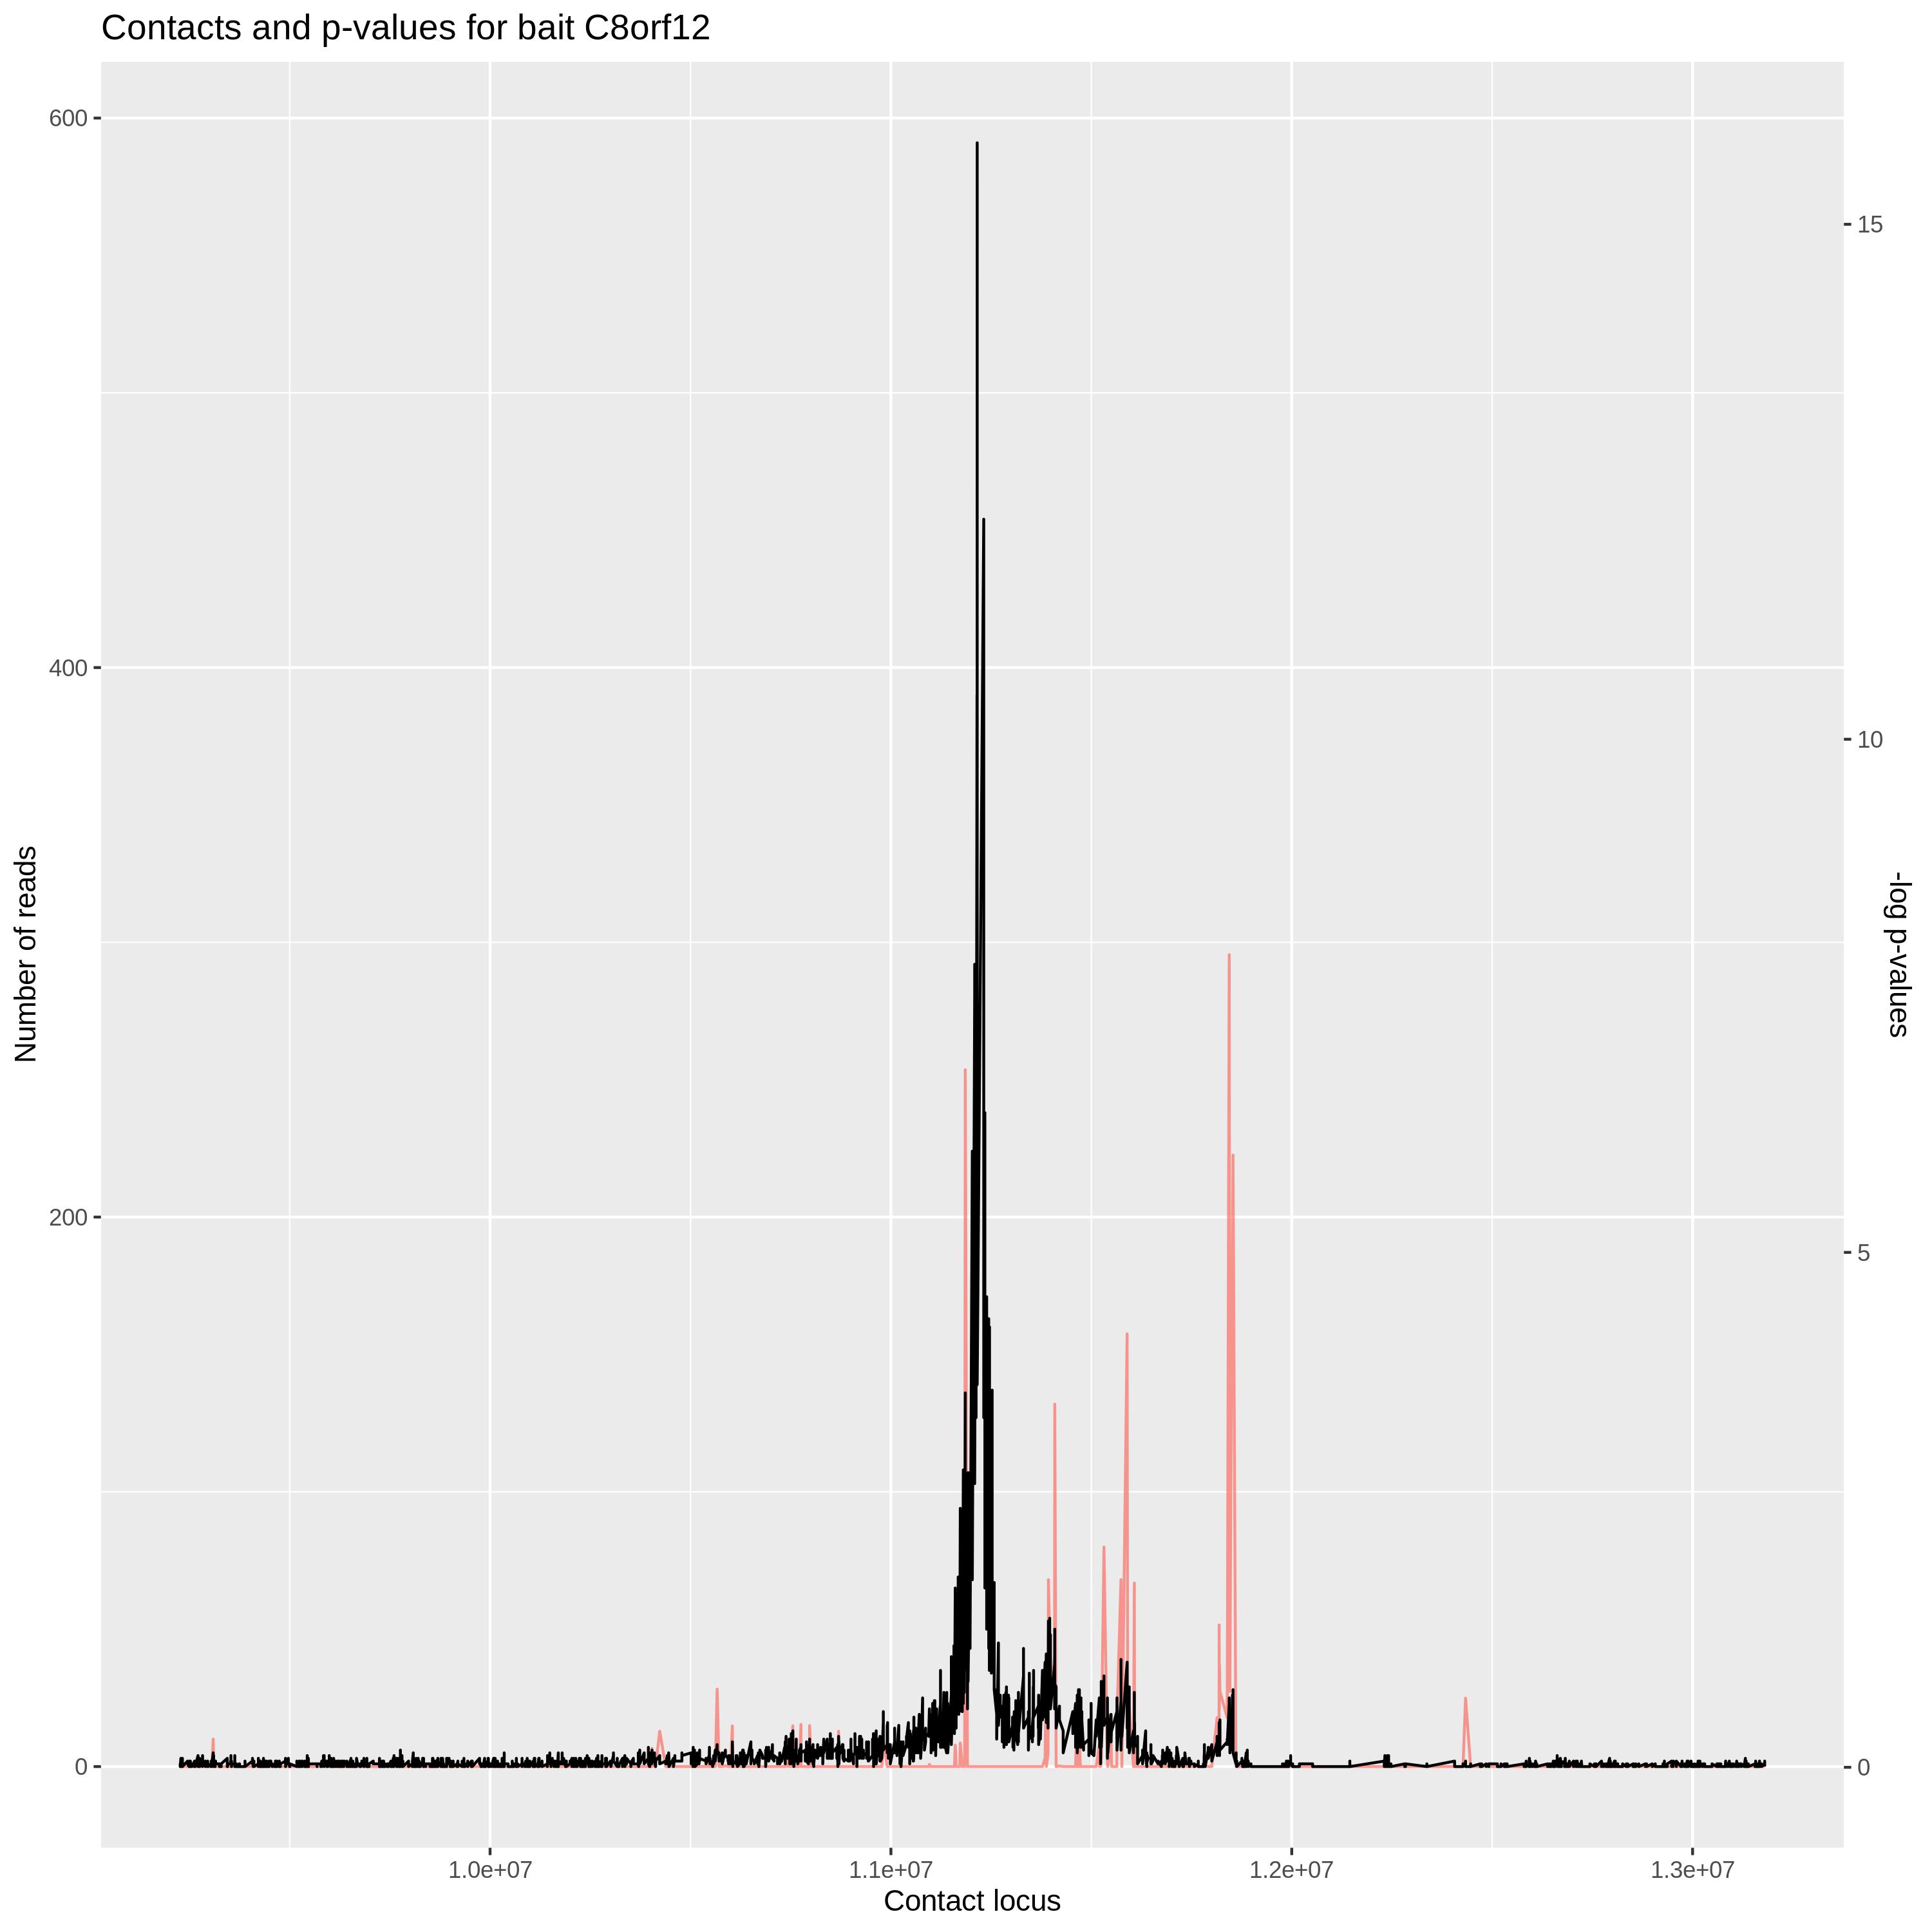 Contacts and p-values for bait C8orf12
600
400
200
0
15
10
5
0
Number of reads
-log p-values
1.0e+07
1.1e+07
1.2e+07
1.3e+07
Contact locus